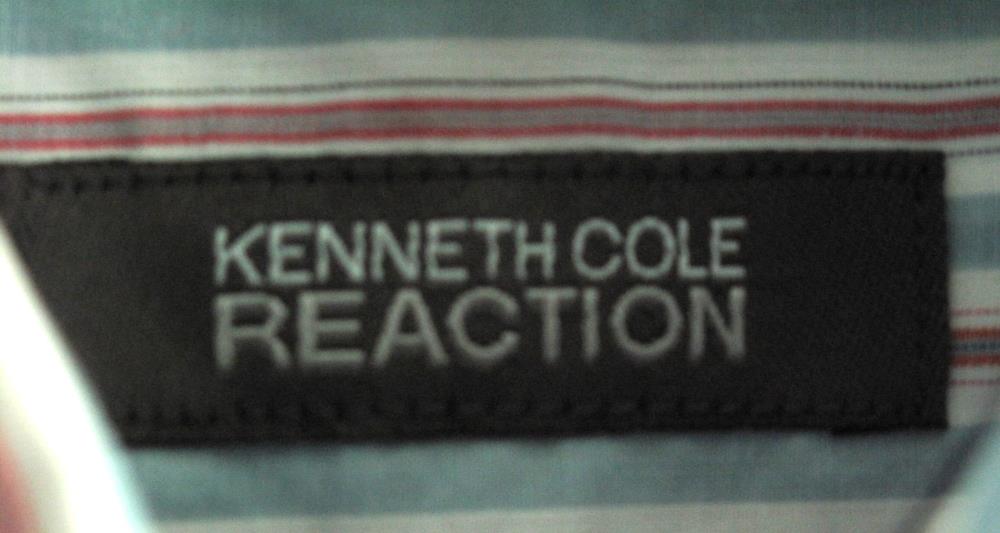 KENNETH COLE
REACTION